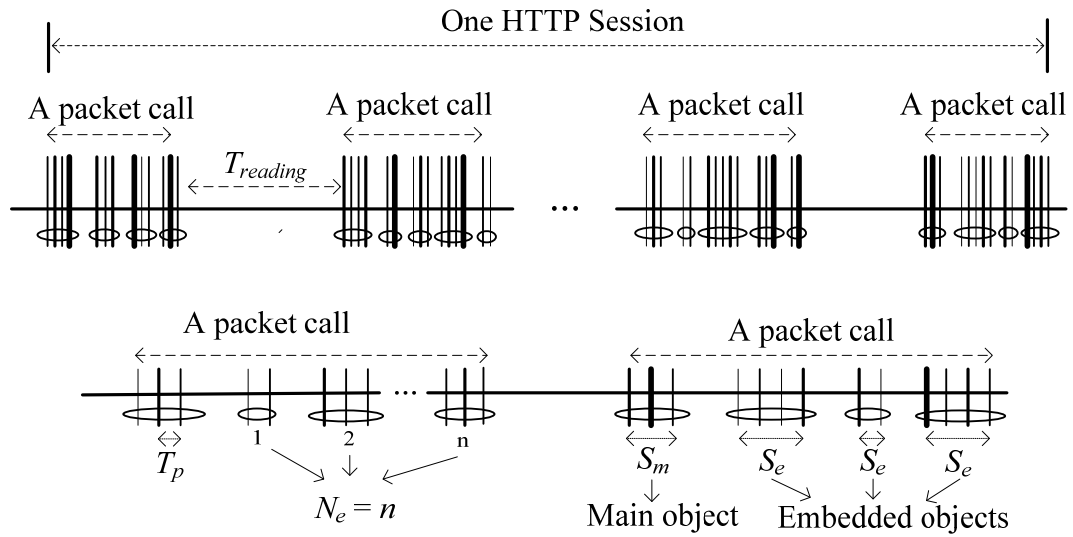 One HTTP Session
A packet call A packet call A packet call A packet call
T_reading
...
A packet call A packet call
...
1 2 n
T_p S_m S_e S_e S_e
N_e = n
Main object Embedded objects